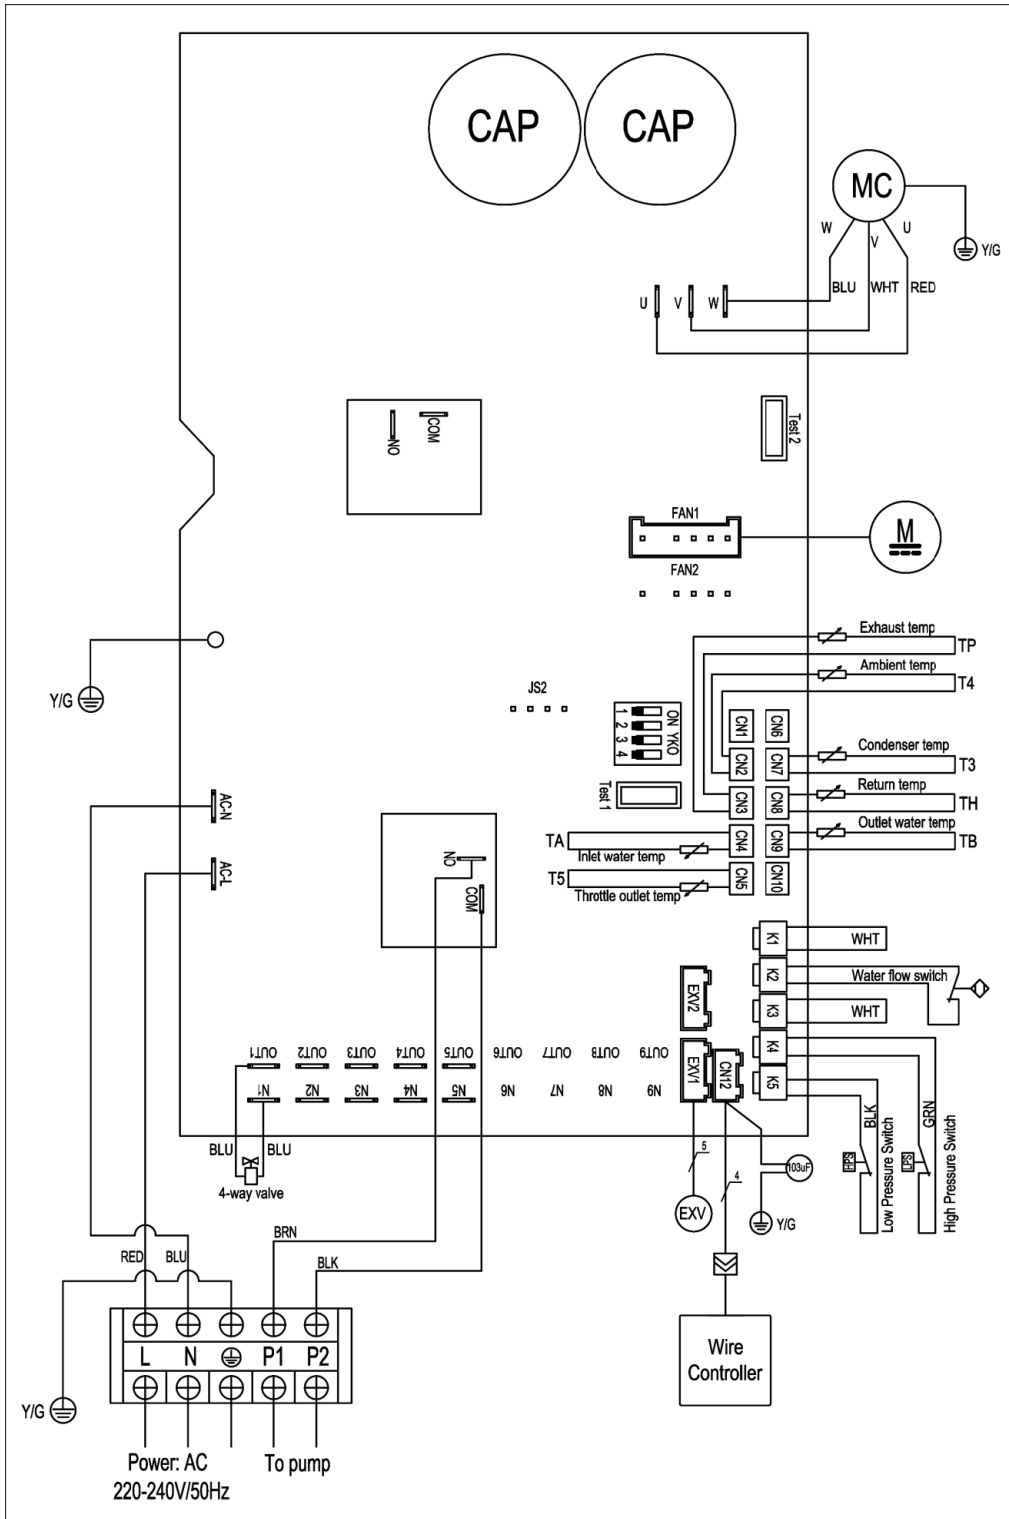 CAP
CAP
MC
W
V
U
Y/G
BLU
WHT
RED
U
V
W
COM
NO
Test 2
FAN1
M
FAN2
Exhaust temp
TP
Ambient temp
T4
Y/G
JS2
1
2
3
4
ON YKO
CN1
CN6
CN2
CN7
Condenser temp
T3
Test 1
CN3
CN8
Return temp
TH
AC-N
TA
Inlet water temp
CN4
CN9
Outlet water temp
TB
AC-L
NO
COM
T5
Throttle outlet temp
CN5
CN10
K1
WHT
K2
Water flow switch
EXV2
K3
WHT
K4
OUT1
OUT2
OUT3
OUT4
OUT5
OUT6
OUT7
OUT8
OUT9
EXV1
CN12
K5
N1
N2
N3
N4
N5
N6
N7
N8
N9
BLK
GRN
BLU
BLU
4-way valve
5
4
103uF
HPS
LPS
Low Pressure Switch
High Pressure Switch
EXV
Y/G
BRN
RED
BLU
BLK
L
N
P1
P2
Wire
Controller
Y/G
Power: AC
220-240V/50Hz
To pump